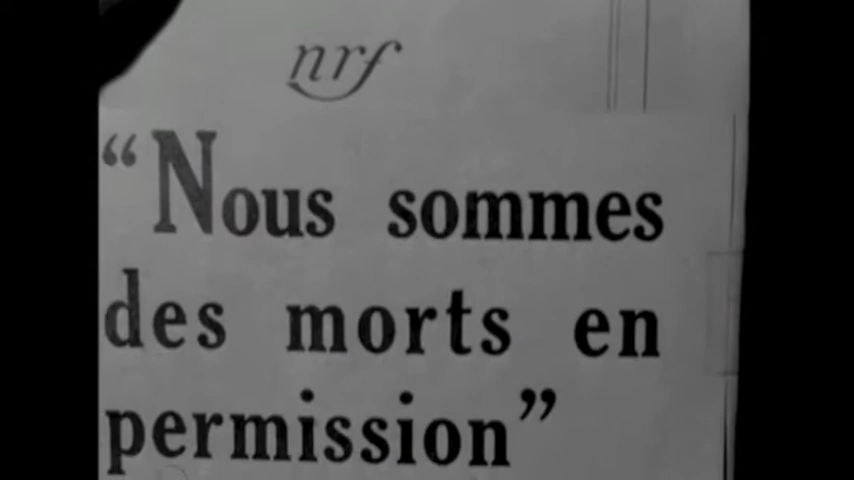 nrf
“Nous sommes
des morts en
permission”